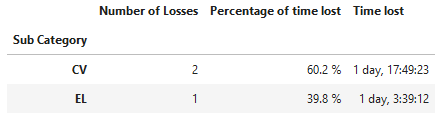 Number of Losses Percentage of time lost Time lost
Sub Category
CV 2 60.2 % 1 day, 17:49:23
EL 1 39.8 % 1 day, 3:39:12